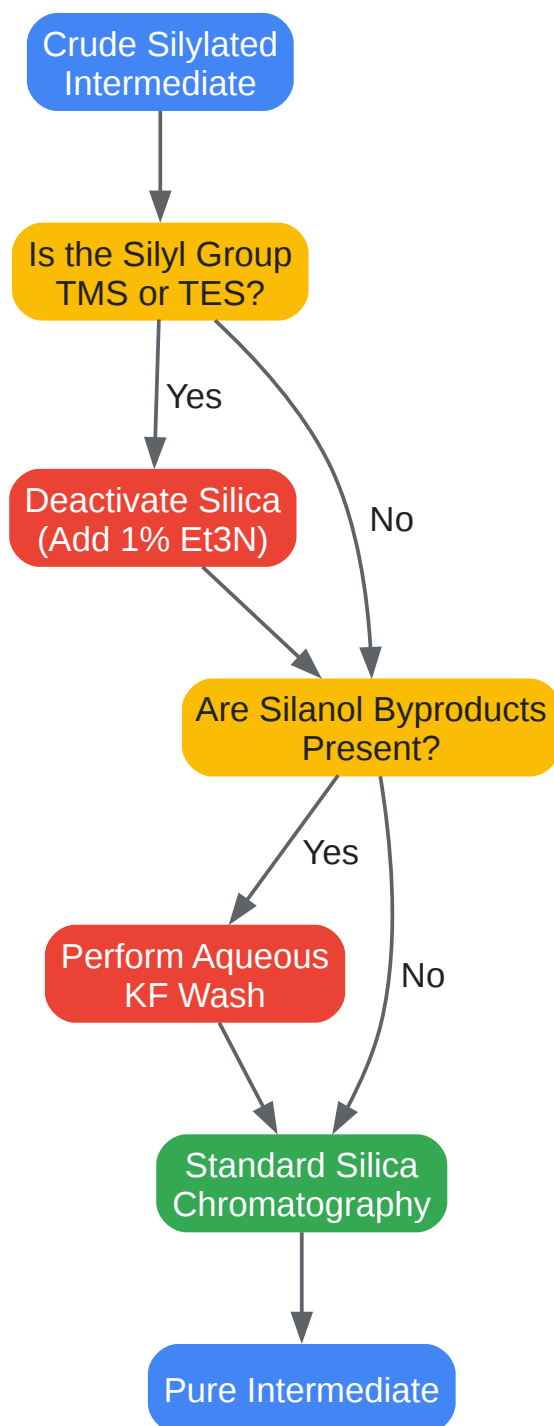 Crude Silylated
Intermediate
Is the Silyl Group
TMS or TES?
Yes
Deactivate Silica
(Add 1% Et3N)
No
Are Silanol Byproducts
Present?
Yes
Perform Aqueous
KF Wash
No
Standard Silica
Chromatography
Pure Intermediate